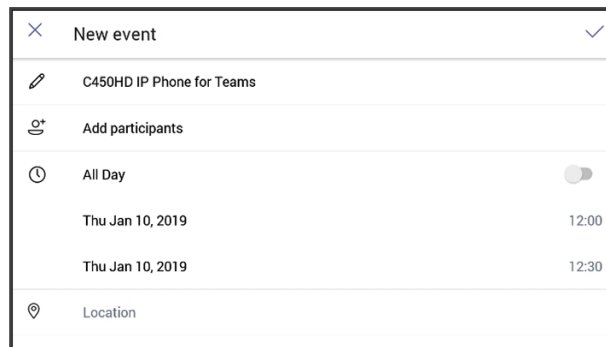 New event
C450HD IP Phone for Teams
Add participants
All Day
Thu Jan 10, 2019 12:00
Thu Jan 10, 2019 12:30
Location